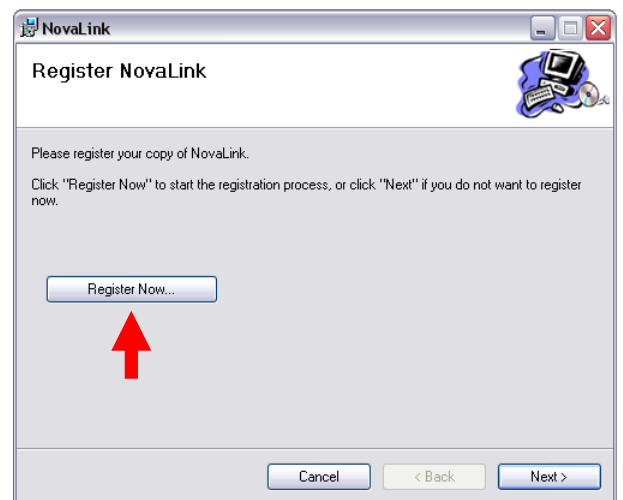 NovaLink
Register NovaLink
Please register your copy of NovaLink.
Click "Register Now" to start the registration process, or click "Next" if you do not want to register
now.
Register Now...
Cancel
< Back
Next >